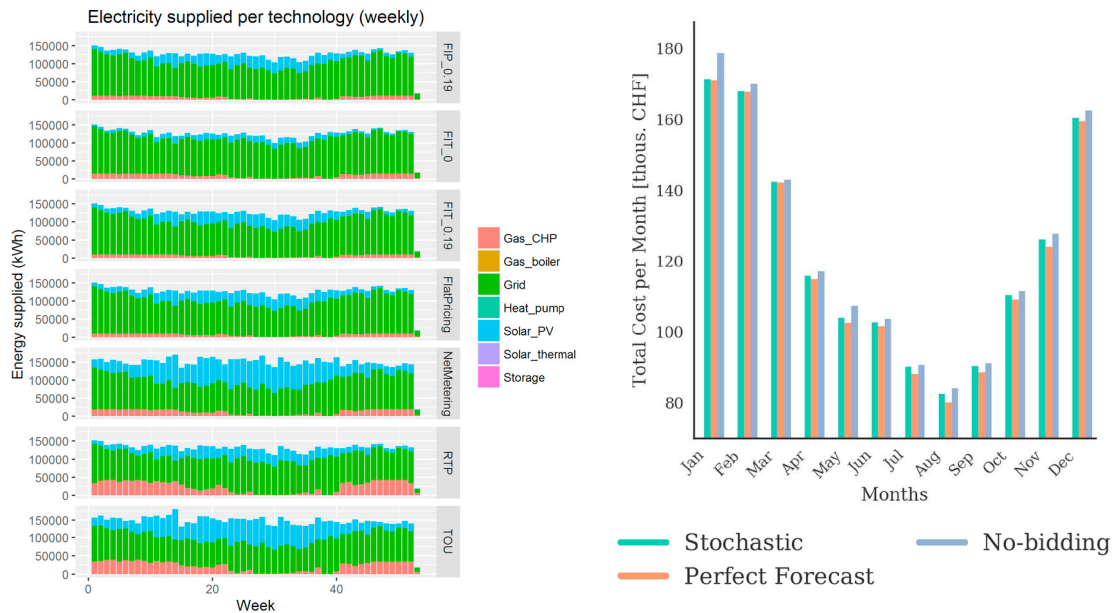 Electricity supplied per technology (weekly)
Energy supplied (kWh)
150000
100000
50000
0
FIP_0.19
150000
100000
50000
0
FIT_0
150000
100000
50000
0
FIT_0.19
150000
100000
50000
0
FlatPricing
150000
100000
50000
0
NetMetering
150000
100000
50000
0
RTP
150000
100000
50000
0
TOU
0
20
40
Week
Gas_CHP
Gas_boiler
Grid
Heat_pump
Solar_PV
Solar_thermal
Storage
Total Cost per Month [thous. CHF]
180
160
140
120
100
80
Jan
Feb
Mar
Apr
May
Jun
Jul
Aug
Sep
Oct
Nov
Dec
Months
Stochastic
No-bidding
Perfect Forecast